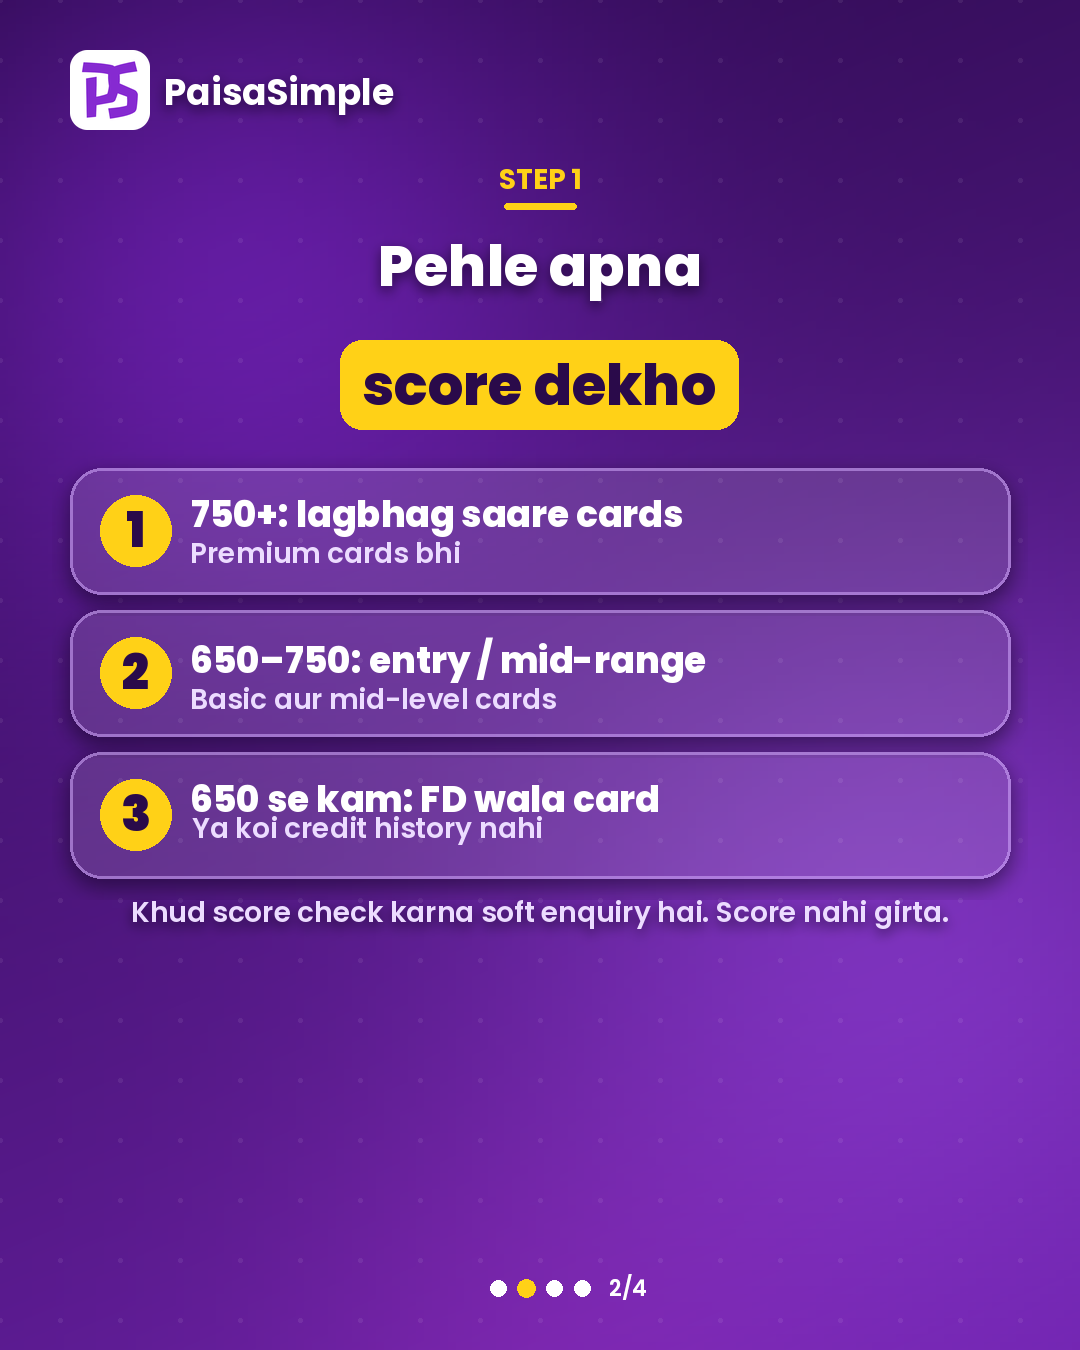 PaisaSimple
STEP 1
Pehle apna
score dekho
1
750+: lagbhag saare cards
Premium cards bhi
2
650–750: entry / mid-range
Basic aur mid-level cards
3
650 se kam: FD wala card
Ya koi credit history nahi
Khud score check karna soft enquiry hai. Score nahi girta.
2/4